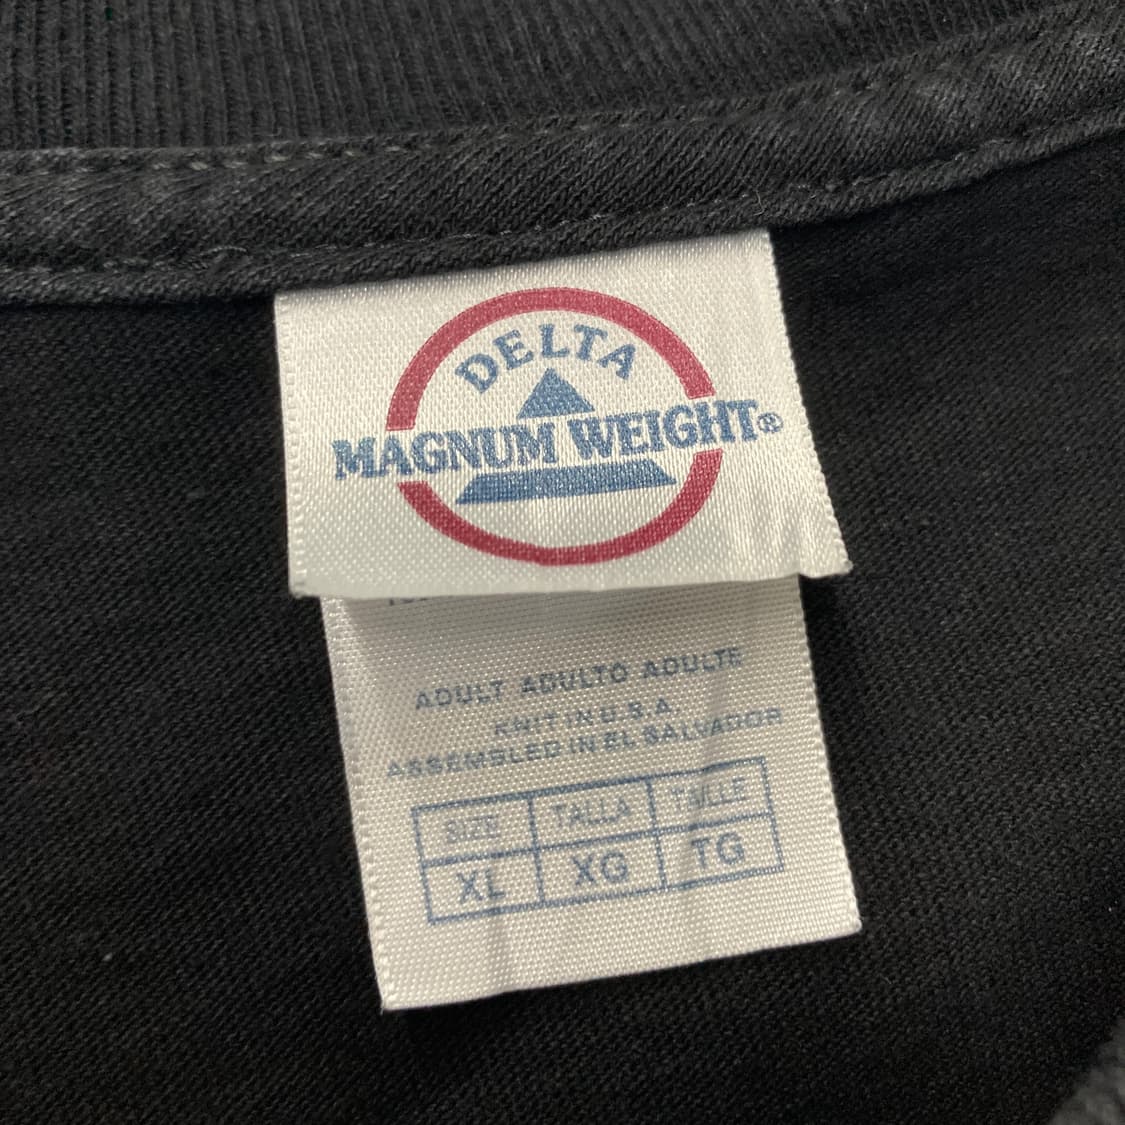 DELTA
MAGNUM WEIGHT®
ADULT ADULTO ADULTE
KNIT IN U.S.A.
ASSEMBLED IN EL SALVADOR
SIZE TALLA TAILLE
XL XG TG